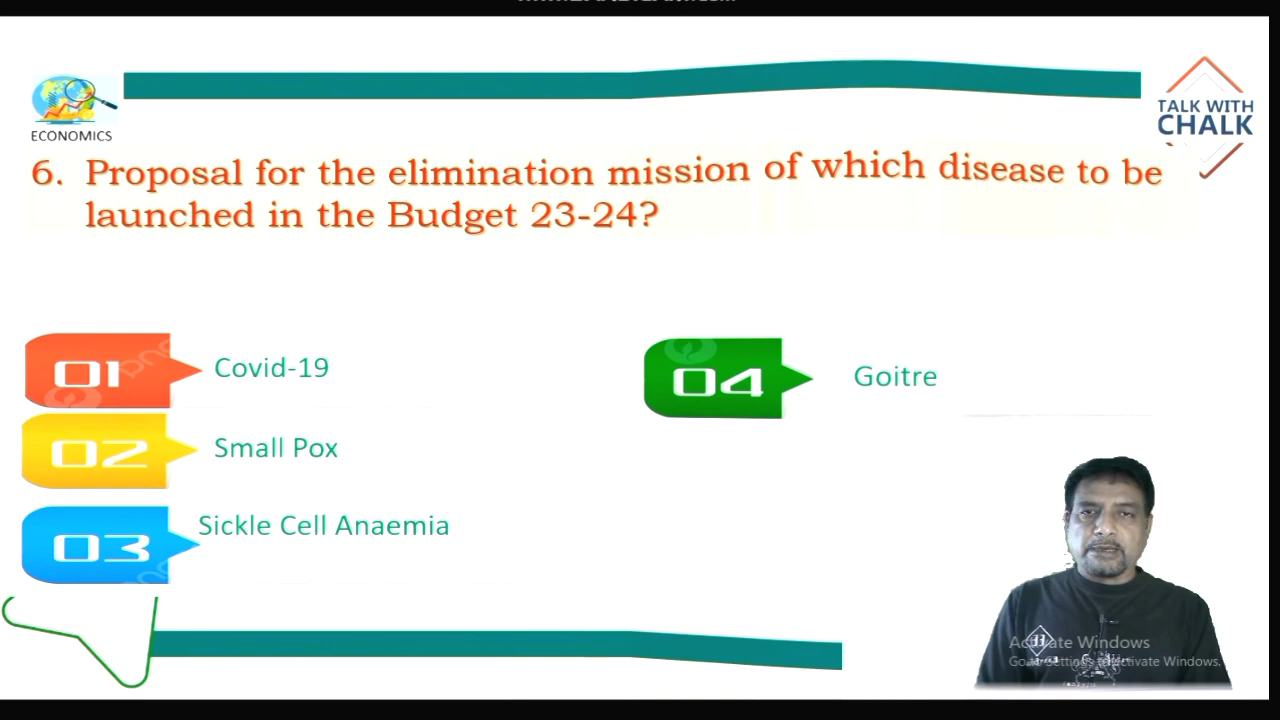 ECONOMICS
TALK WITH
CHALK
6. Proposal for the elimination mission of which disease to be
launched in the Budget 23-24?
01 Covid-19
02 Small Pox
03 Sickle Cell Anaemia
04 Goitre
Activate Windows
Go to Settings to activate Windows.